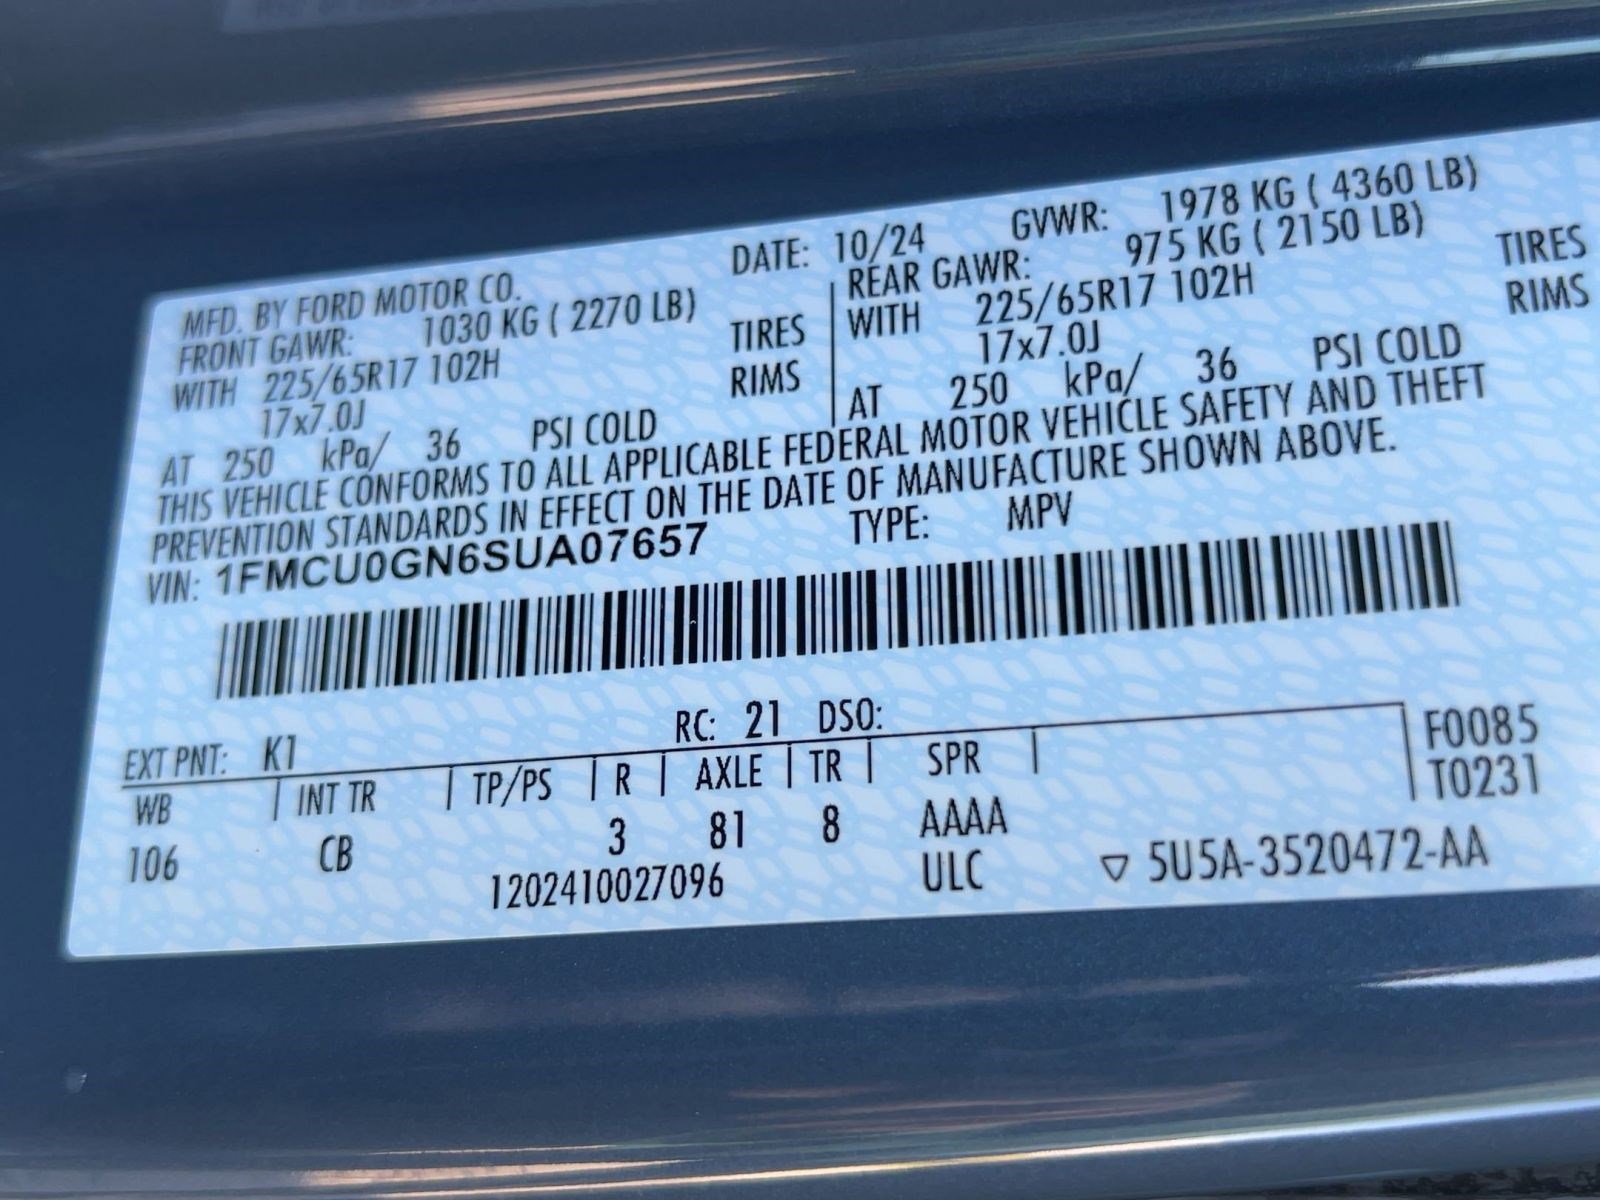 MFD. BY FORD MOTOR CO. DATE: 10/24 GVWR: 1978 KG ( 4360 LB)
FRONT GAWR: 1030 KG ( 2270 LB) REAR GAWR: 975 KG ( 2150 LB)
WITH 225/65R17 102H TIRES WITH 225/65R17 102H TIRES
17x7.0J RIMS 17x7.0J RIMS
AT 250 kPa/ 36 PSI COLD AT 250 kPa/ 36 PSI COLD
THIS VEHICLE CONFORMS TO ALL APPLICABLE FEDERAL MOTOR VEHICLE SAFETY AND THEFT
PREVENTION STANDARDS IN EFFECT ON THE DATE OF MANUFACTURE SHOWN ABOVE.
VIN: 1FMCU0GN6SUA07657 TYPE: MPV
EXT PNT: K1 RC: 21 DSO:
WB INT TR TP/PS R AXLE TR SPR F0085
106 CB 3 81 8 AAAA T0231
1202410027096 ULC ▽ 5U5A-3520472-AA